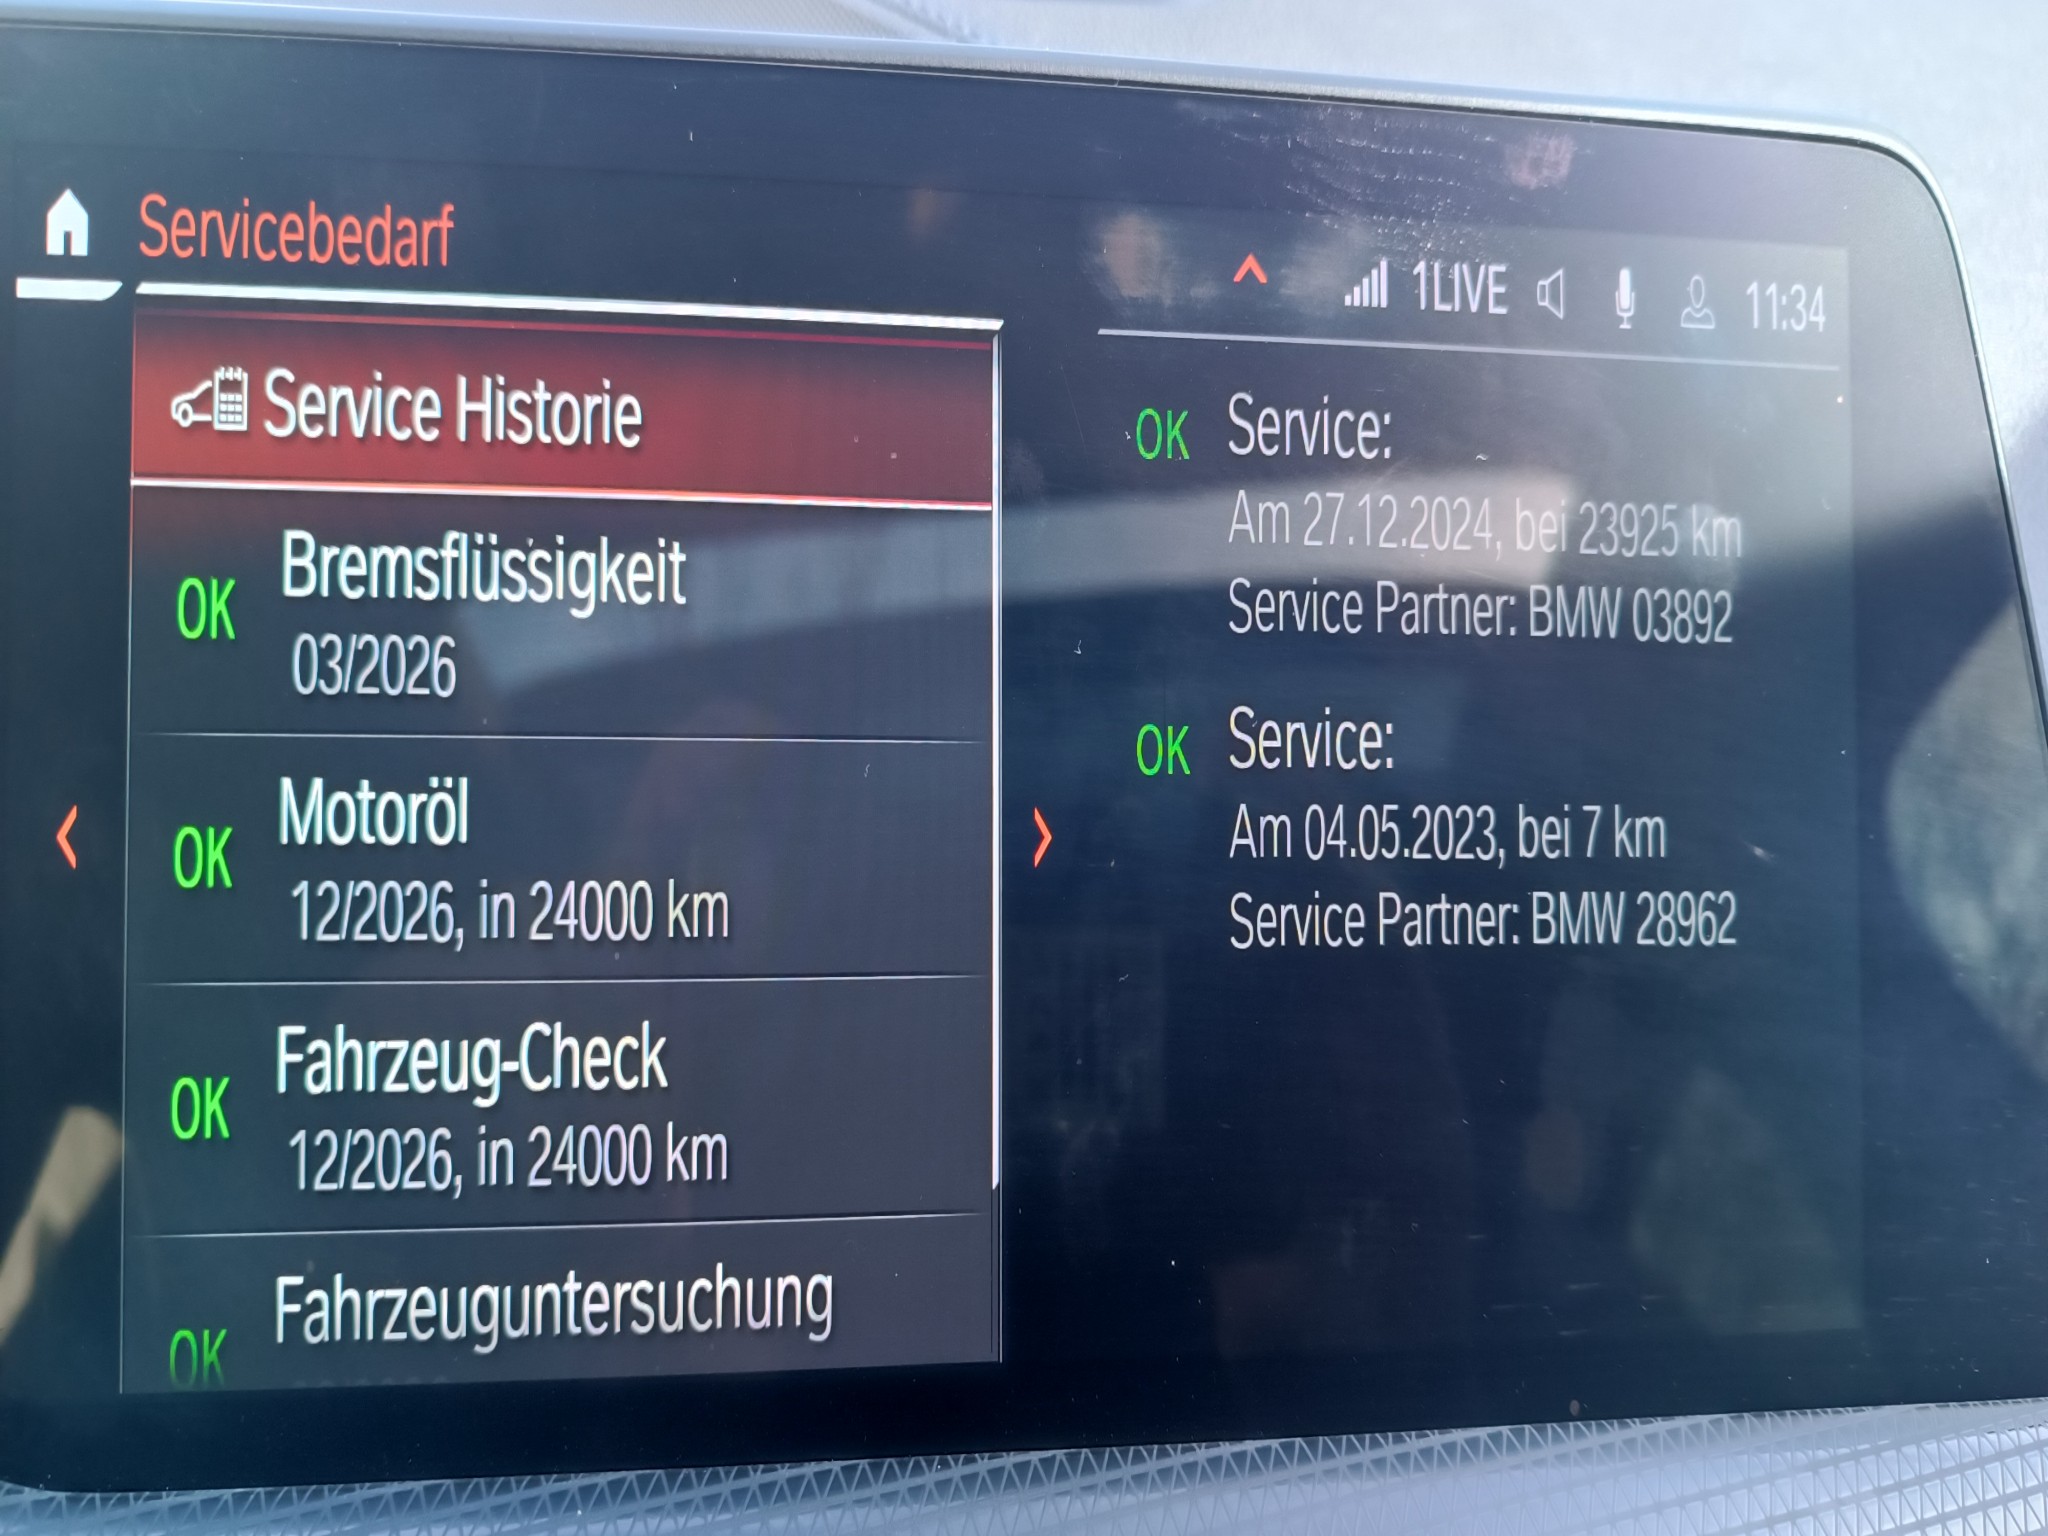 Servicebedarf
1LIVE 11:34
Service Historie
OK Bremsflüssigkeit
03/2026
OK Motoröl
12/2026, in 24000 km
OK Fahrzeug-Check
12/2026, in 24000 km
OK Fahrzeuguntersuchung
OK Service:
Am 27.12.2024, bei 23925 km
Service Partner: BMW 03892
OK Service:
Am 04.05.2023, bei 7 km
Service Partner: BMW 28962